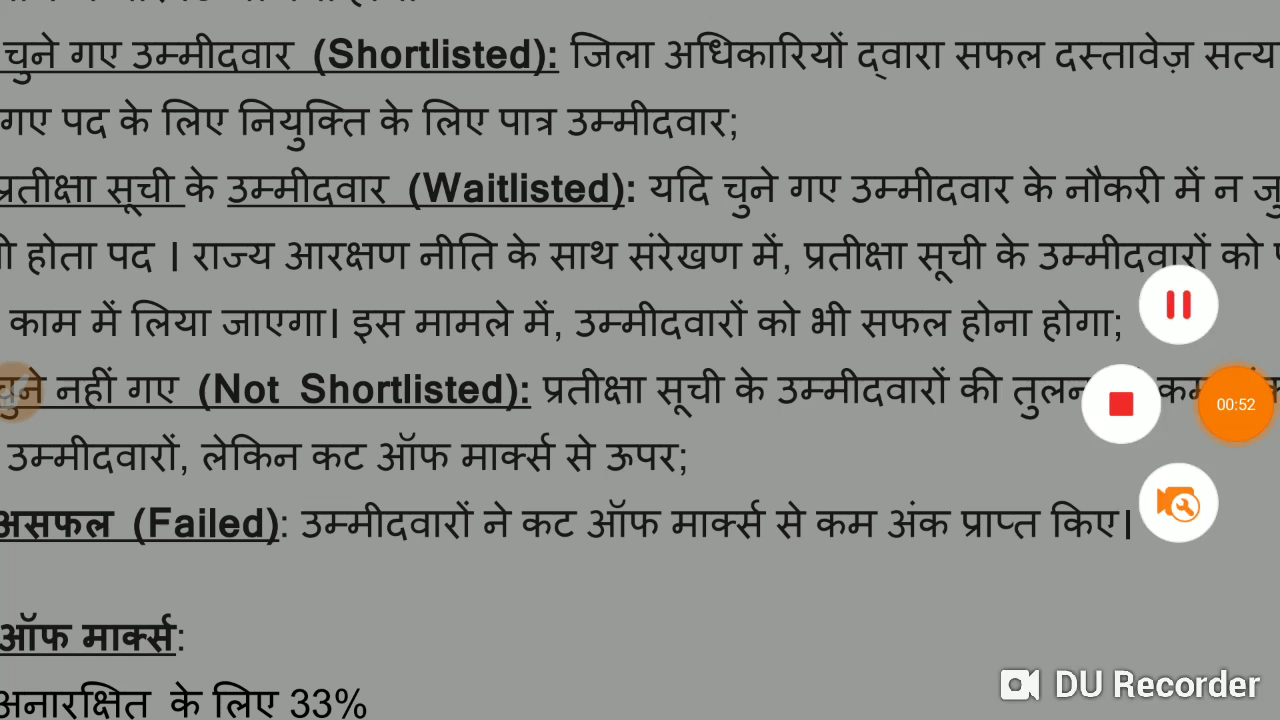 चुने गए उम्मीदवार (Shortlisted): जिला अधिकारियों द्वारा सफल दस्तावेज़ सत्य
गए पद के लिए नियुक्ति के लिए पात्र उम्मीदवार;
प्रतीक्षा सूची के उम्मीदवार (Waitlisted): यदि चुने गए उम्मीदवार के नौकरी में न
होता पद । राज्य आरक्षण नीति के साथ संरेखण में, प्रतीक्षा सूची के उम्मीदवारों को
काम में लिया जाएगा। इस मामले में, उम्मीदवारों को भी सफल होना होगा;
चुने नहीं गए (Not Shortlisted): प्रतीक्षा सूची के उम्मीदवारों की
00:52
उम्मीदवारों, लेकिन कट ऑफ मार्क्स से ऊपर;
असफल (Failed): उम्मीदवारों ने कट ऑफ मार्क्स से कम अंक प्राप्त किए।
ऑफ मार्क्स:
DU Recorder
अनारक्षित के लिए 33%